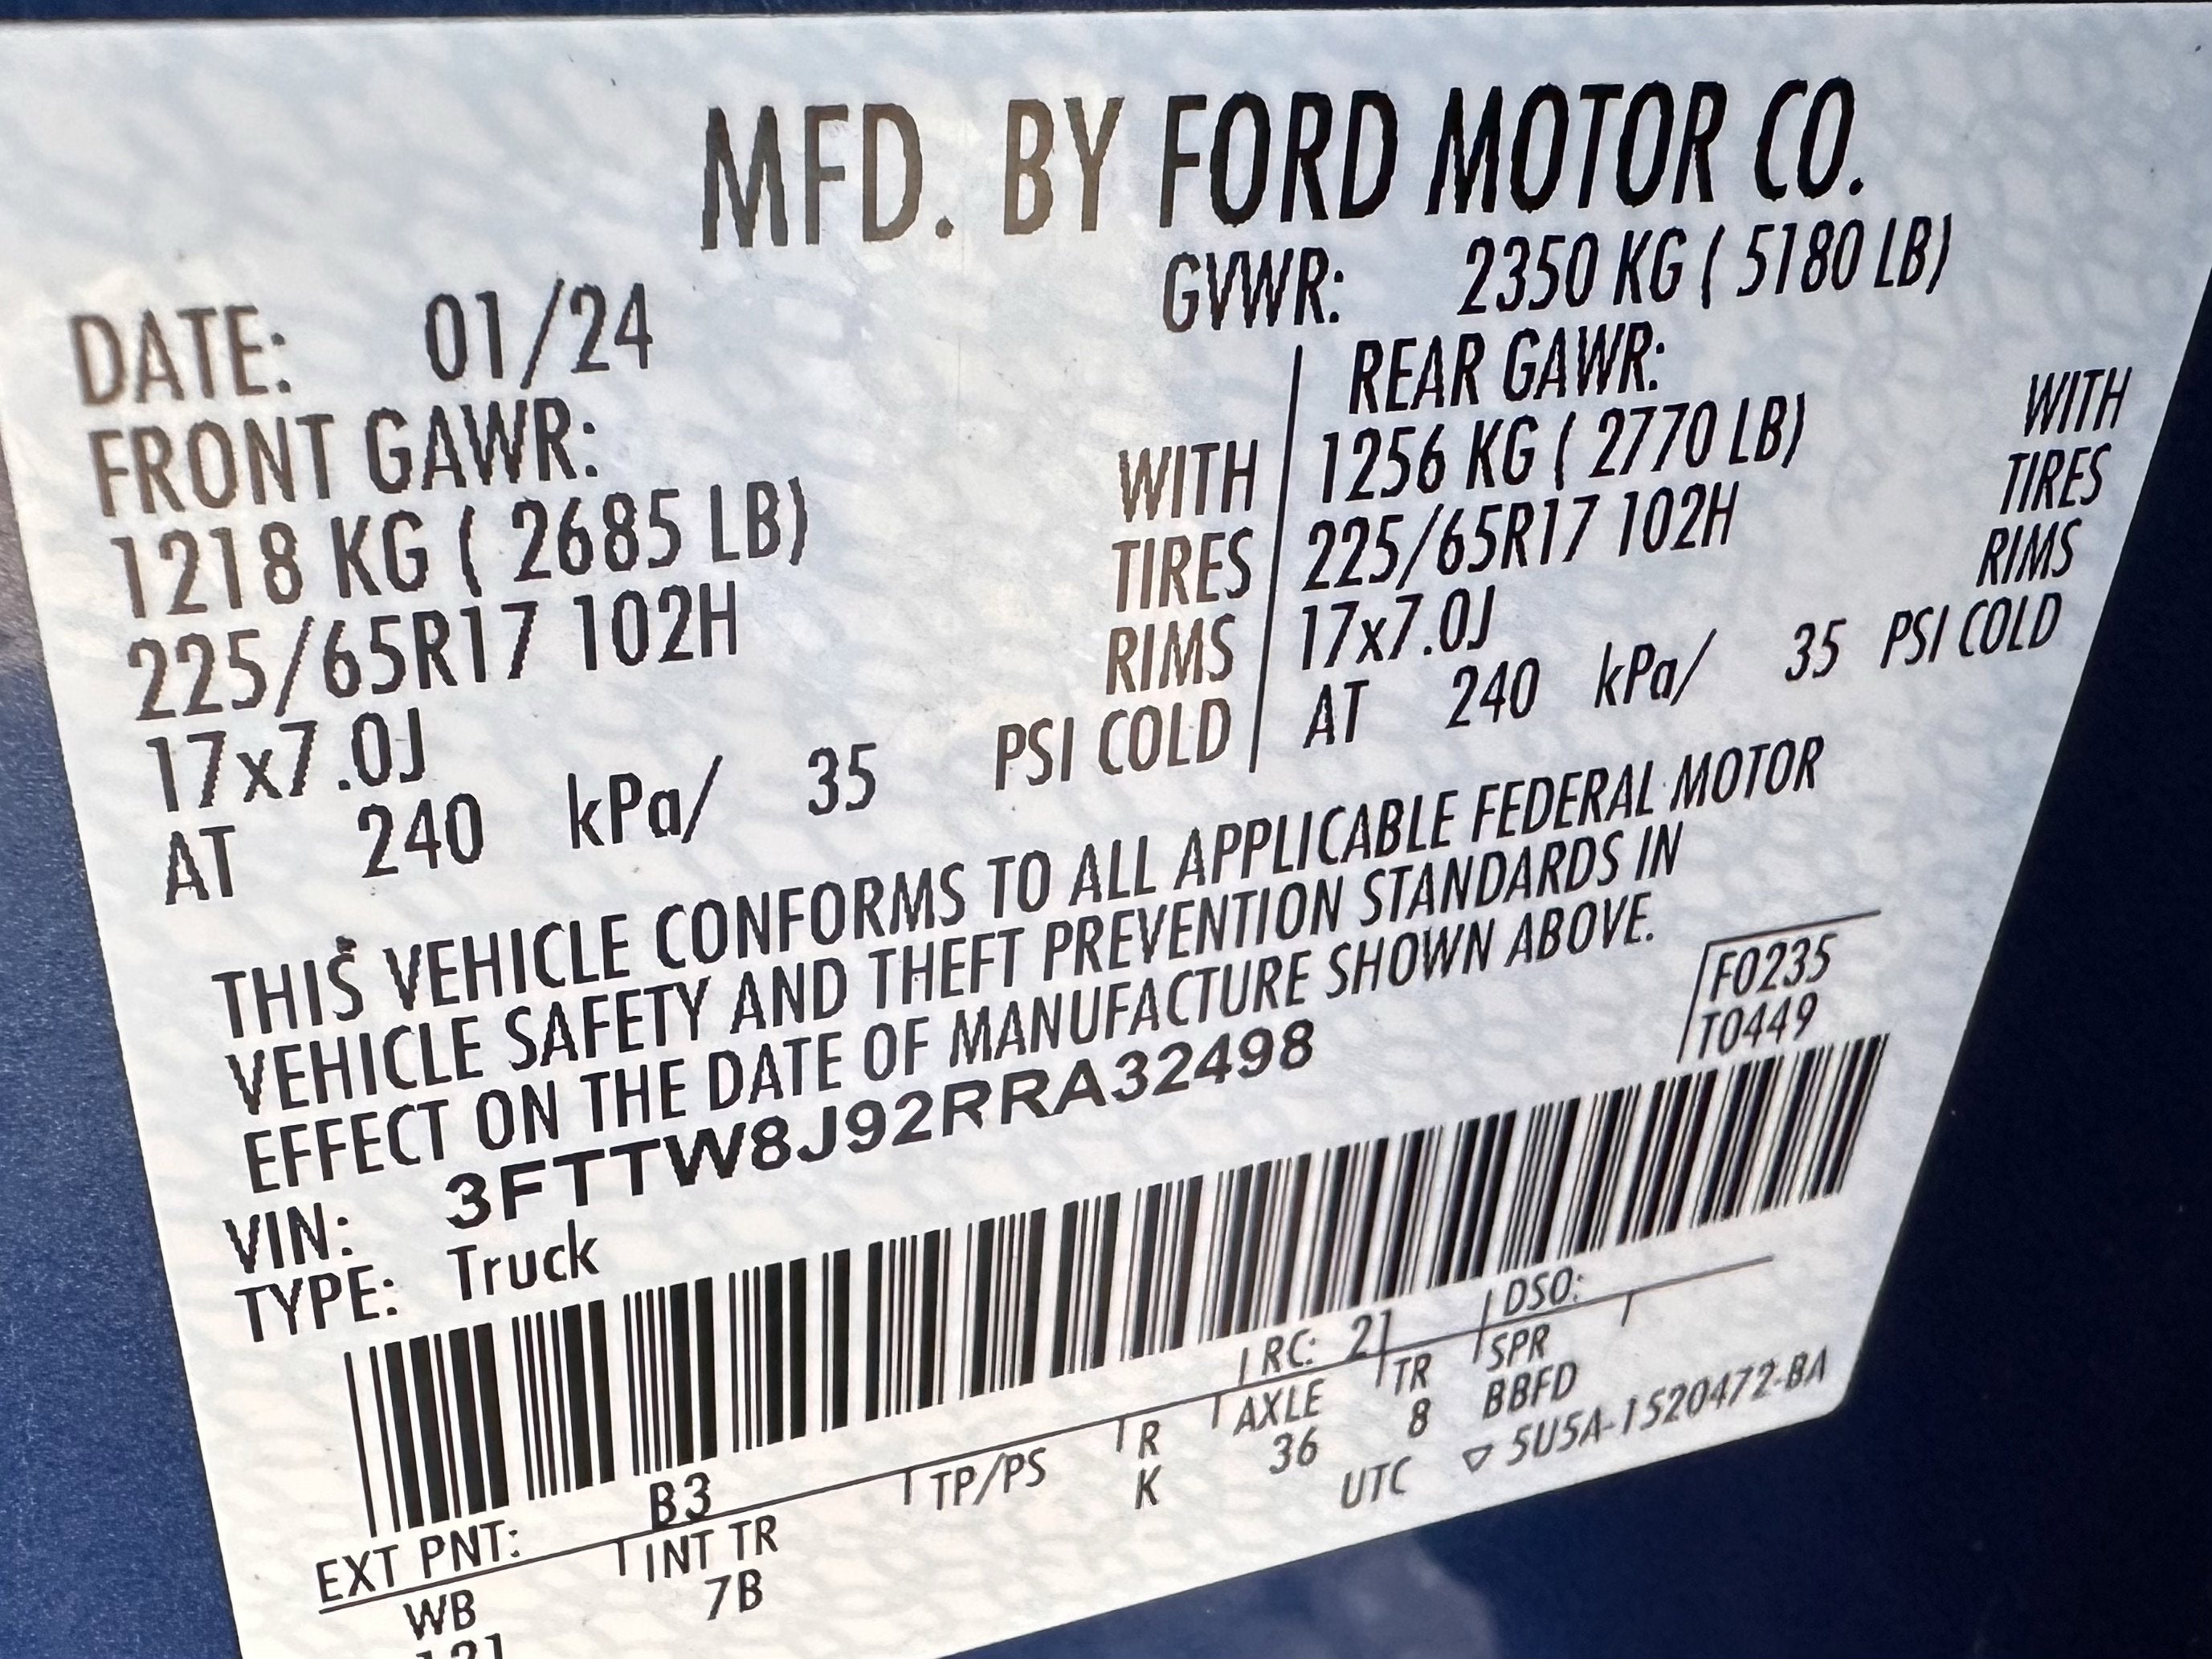 MFD. BY FORD MOTOR CO.
DATE: 01/24 GVWR: 2350 KG ( 5180 LB)
FRONT GAWR: REAR GAWR:
1218 KG ( 2685 LB) WITH 1256 KG ( 2770 LB) WITH
225/65R17 102H TIRES 225/65R17 102H TIRES
17x7.0J RIMS 17x7.0J RIMS
AT 240 kPa/ 35 PSI COLD AT 240 kPa/ 35 PSI COLD
THIS VEHICLE CONFORMS TO ALL APPLICABLE FEDERAL MOTOR
VEHICLE SAFETY AND THEFT PREVENTION STANDARDS IN
EFFECT ON THE DATE OF MANUFACTURE SHOWN ABOVE.
VIN: 3FTTW8J92RRA32498
TYPE: Truck
F0235
T0449
EXT PNT: B3 RC: 21 DSO:
WB INT TR TP/PS R AXLE TR SPR
121 7B K 36 8 BBFD
UTC ▽ 5U5A-1520472-BA